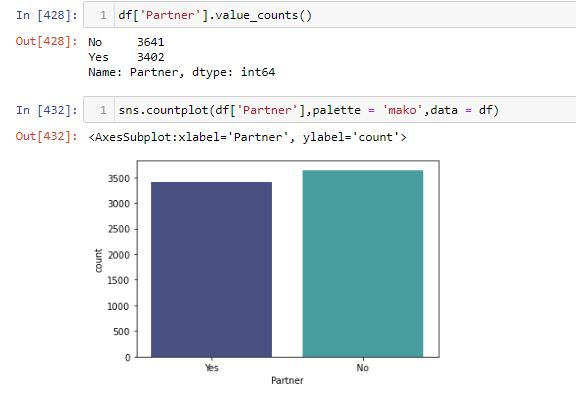 In [428]: 1 df['Partner'].value_counts()
Out[428]: No 3641
Yes 3402
Name: Partner, dtype: int64
In [432]: 1 sns.countplot(df['Partner'],palette = 'mako',data = df)
Out[432]: <AxesSubplot:xlabel='Partner', ylabel='count'>
3500
3000
2500
2000
1500
1000
500
0
count
Yes No
Partner